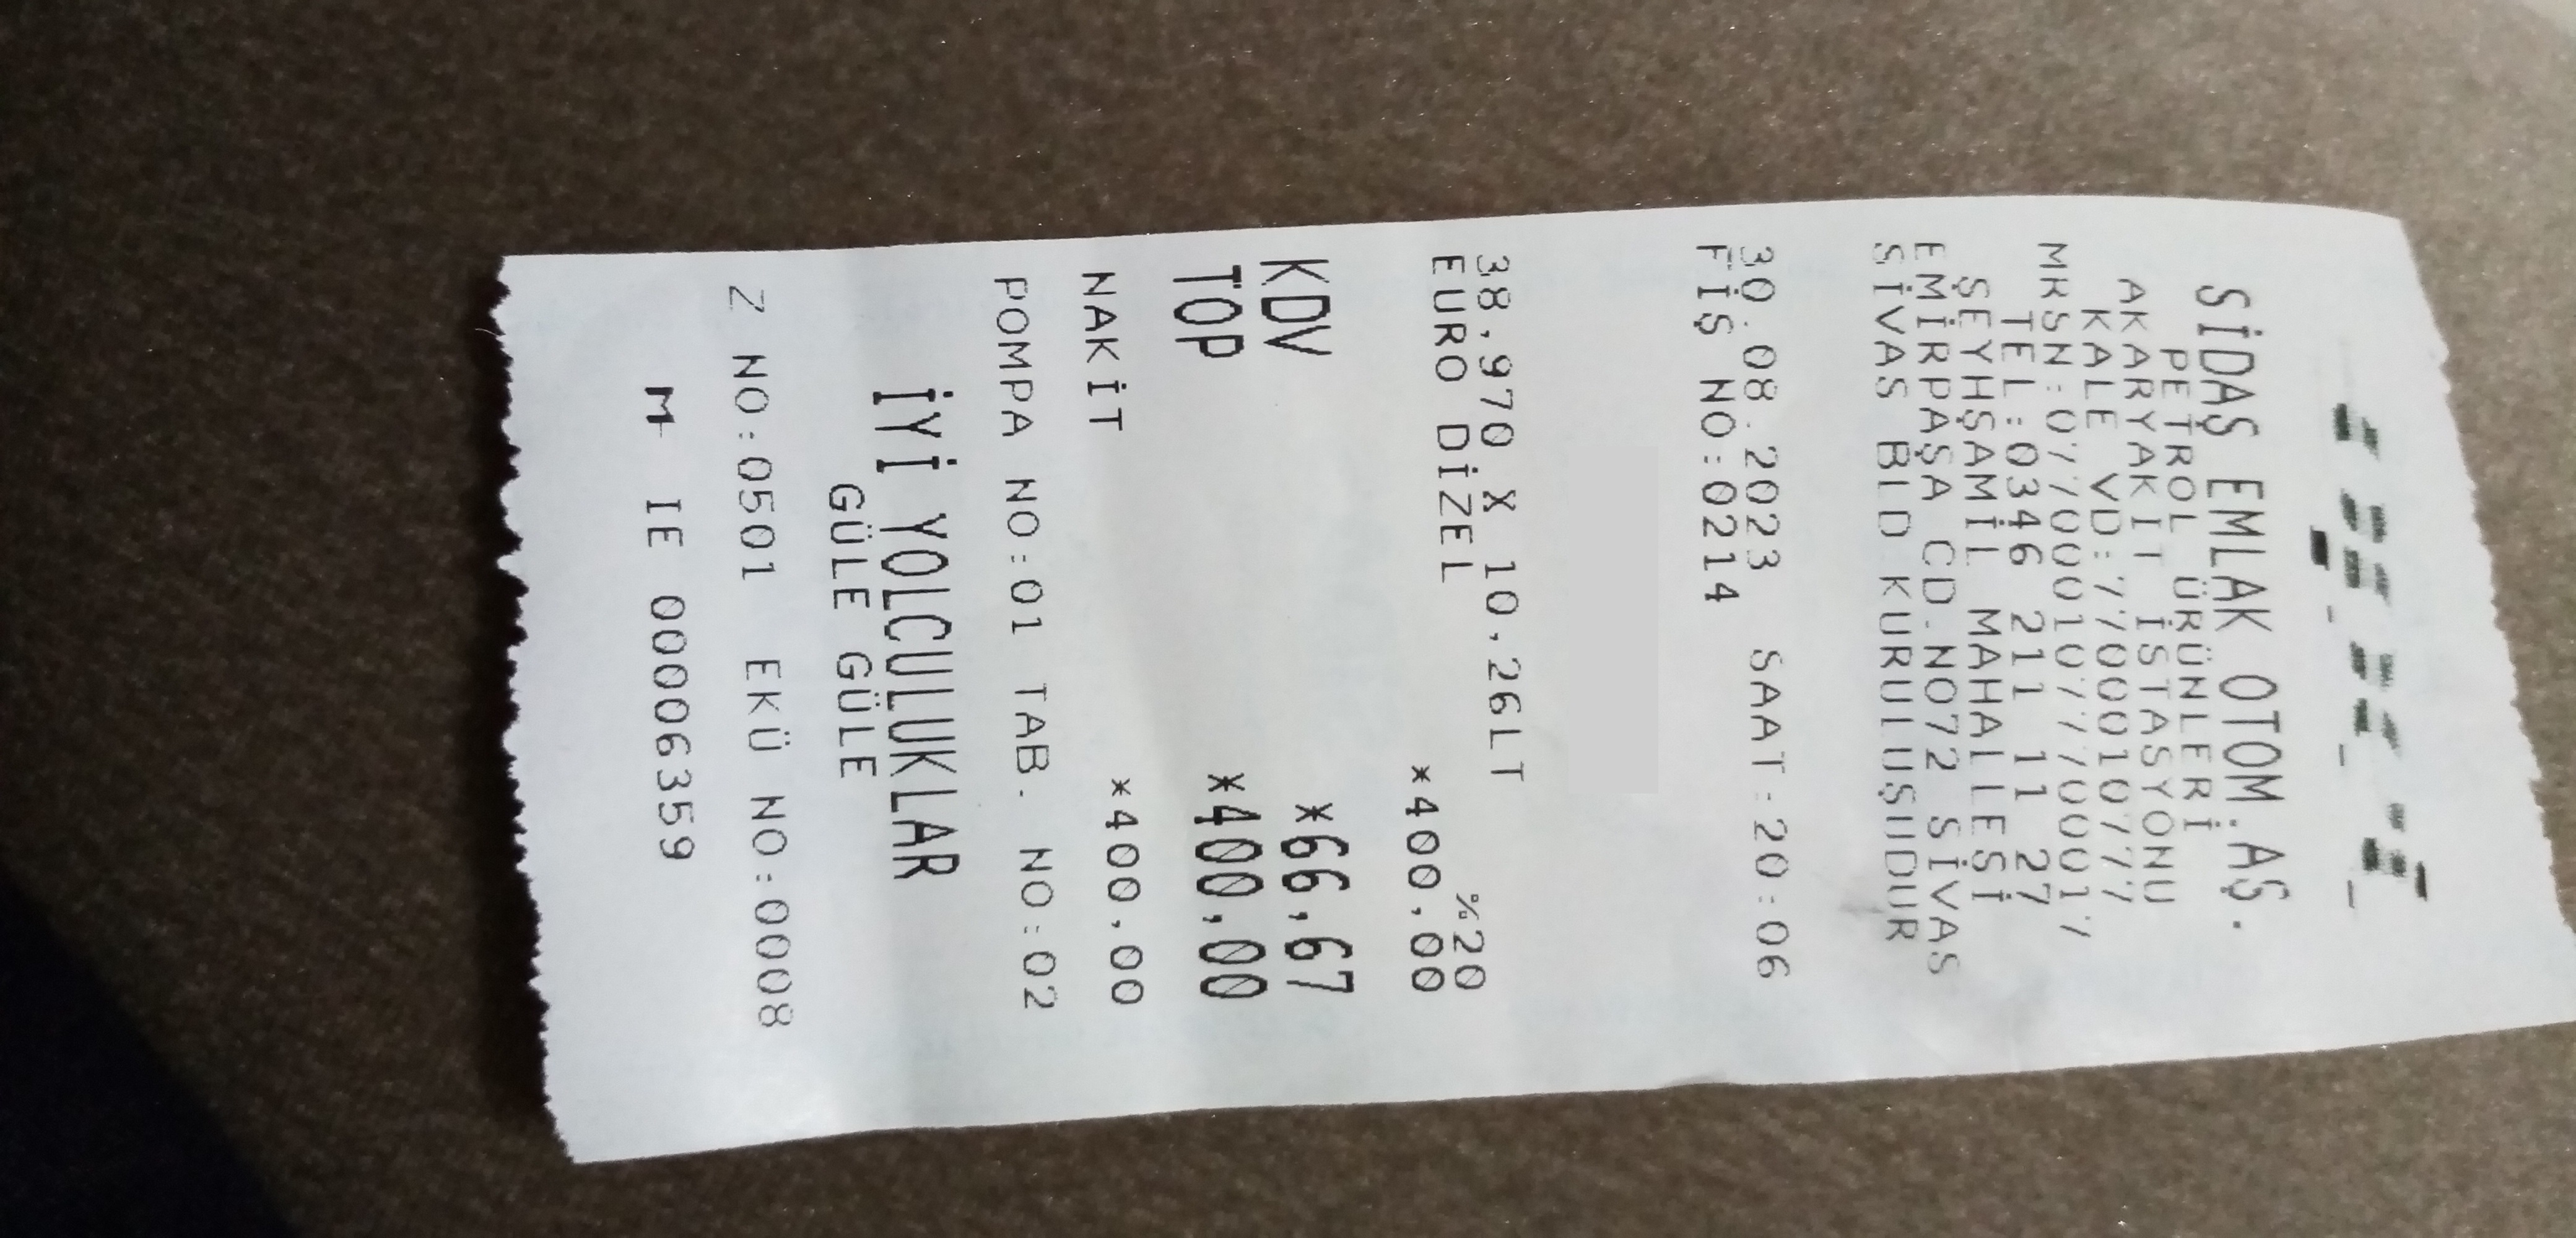 SİDAŞ EMLAK OTOM.AŞ.
PETROL ÜRÜNLERİ
AKARYAKIT İSTASYONU
KALE VD:7700010777
MRSN:0770001077700017
TEL:0346 211 11 27
ŞEYHŞAMİL MAHALLESİ
EMİRPAŞA CD.NO72 SİVAS
SİVAS BLD KURULUŞUDUR
30.08.2023 SAAT:20:06
FİŞ NO:0214
38,970 X 10,26LT
EURO DİZEL %20 *400,00
KDV *66,67
TOP *400,00
NAKİT *400,00
POMPA NO:01 TAB. NO:02
İYİ YOLCULUKLAR
GÜLE GÜLE
Z NO:0501 EKÜ NO:0008
M IE 00006359